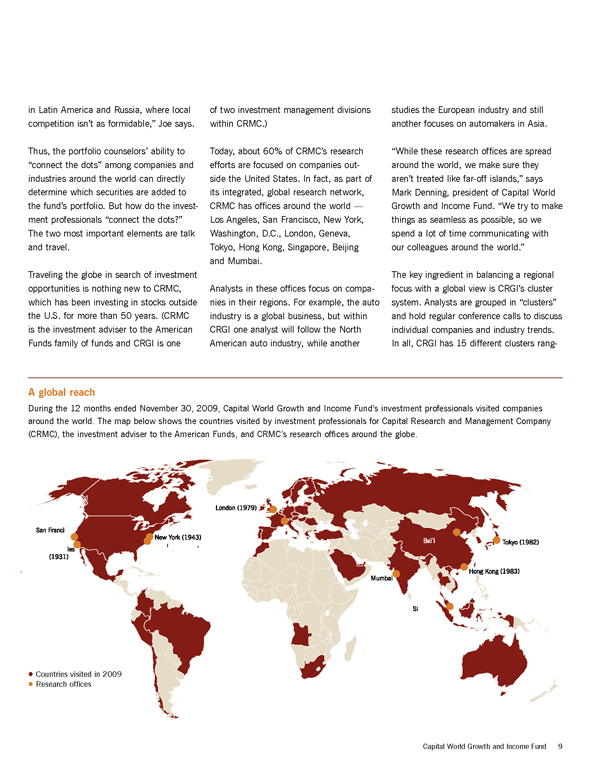 in Latin America and Russia, where local
competition isn't as formidable,” Joe says.
Thus, the portfolio counselors' ability to
“connect the dots” among companies and
industries around the world can directly
determine which securities are added to
the fund's portfolio. But how do the invest-
ment professionals “connect the dots?”
The two most important elements are talk
and travel.
Traveling the globe in search of investment
opportunities is nothing new to CRMC,
which has been investing in stocks outside
the U.S. for more than 50 years. (CRMC
is the investment adviser to the American
Funds family of funds and CRGI is one
of two investment management divisions
within CRMC.)
Today, about 60% of CRMC's research
efforts are focused on companies out-
side the United States. In fact, as part of
its integrated, global research network,
CRMC has offices around the world —
Los Angeles, San Francisco, New York,
Washington, D.C., London, Geneva,
Tokyo, Hong Kong, Singapore, Beijing
and Mumbai.
Analysts in these offices focus on compa-
nies in their regions. For example, the auto
industry is a global business, but within
CRGI one analyst will follow the North
American auto industry, while another
studies the European industry and still
another focuses on automakers in Asia.
“While these research offices are spread
around the world, we make sure they
aren't treated like far-off islands,” says
Mark Denning, president of Capital World
Growth and Income Fund. “We try to make
things as seamless as possible, so we
spend a lot of time communicating with
our colleagues around the world.”
The key ingredient in balancing a regional
focus with a global view is CRGI's cluster
system. Analysts are grouped in “clusters”
and hold regular conference calls to discuss
individual companies and industry trends.
In all, CRGI has 15 different clusters rang-
A global reach
During the 12 months ended November 30, 2009, Capital World Growth and Income Fund's investment professionals visited companies
around the world. The map below shows the countries visited by investment professionals for Capital Research and Management Company
(CRMC), the investment adviser to the American Funds, and CRMC's research offices around the globe.
London (1979)
San Franci
New York (1943)
les
(1931)
Bei'i
Tokyo (1982)
Hong Kong (1983)
Mumbai
Si
Countries visited in 2009
Research offices
Capital World Growth and Income Fund 9